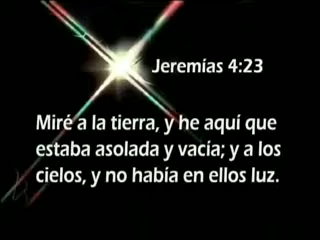 Jeremías 4:23
Miré a la tierra, y he aquí que
estaba asolada y vacía; y a los
cielos, y no había en ellos luz.